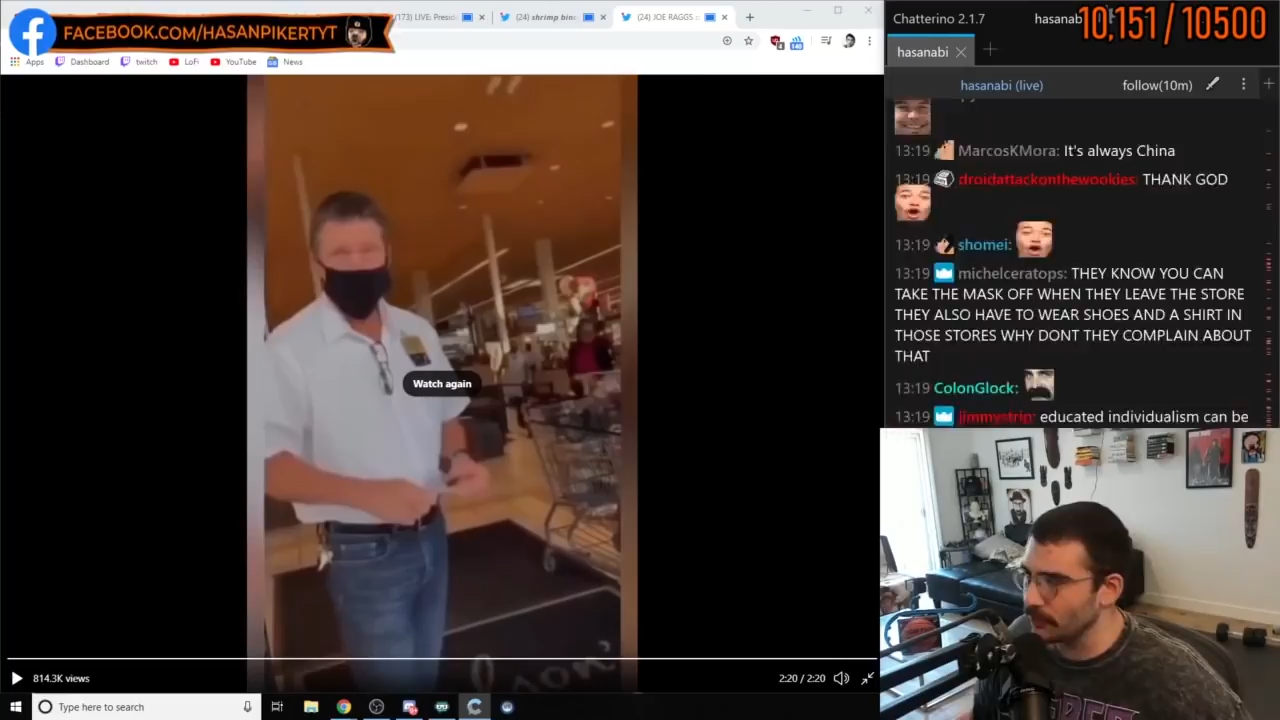 FACEBOOK.COM/HASANPIKERTYT
(173) LIVE: Presid
(24) shrimp bina
(24) JOE RAGGS
Apps
Dashboard
twitch
LoFi
YouTube
News
Chatterino 2.1.7
hasanab
10,151 / 10500
hasanabi
hasanabi (live)
follow(10m)
13:19 MarcosKMora: It's always China
13:19 droidattackonthewookies: THANK GOD
13:19 shomei:
13:19 michelceratops: THEY KNOW YOU CAN
TAKE THE MASK OFF WHEN THEY LEAVE THE STORE
THEY ALSO HAVE TO WEAR SHOES AND A SHIRT IN
THOSE STORES WHY DONT THEY COMPLAIN ABOUT
THAT
13:19 ColonGlock:
13:19 jimmystrip: educated individualism can be
Watch again
814.3K views
2:20 / 2:20
Type here to search